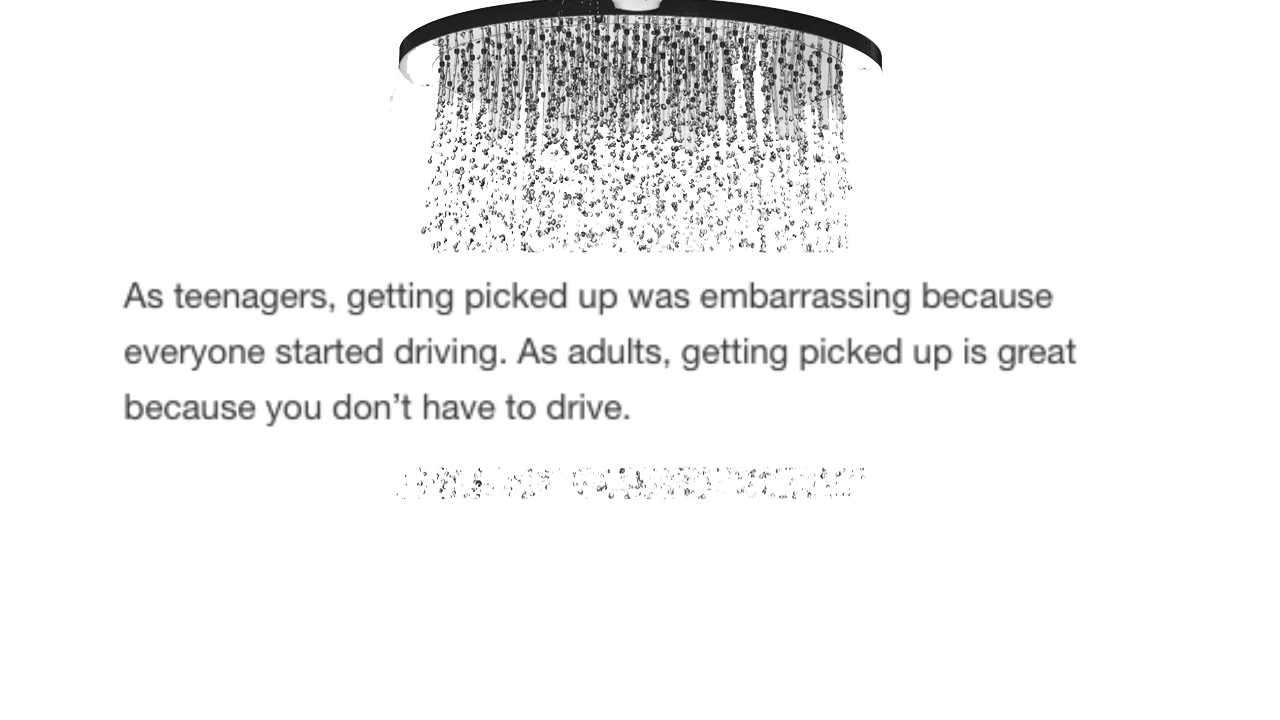 As teenagers, getting picked up was embarrassing because
everyone started driving. As adults, getting picked up is great
because you don’t have to drive.